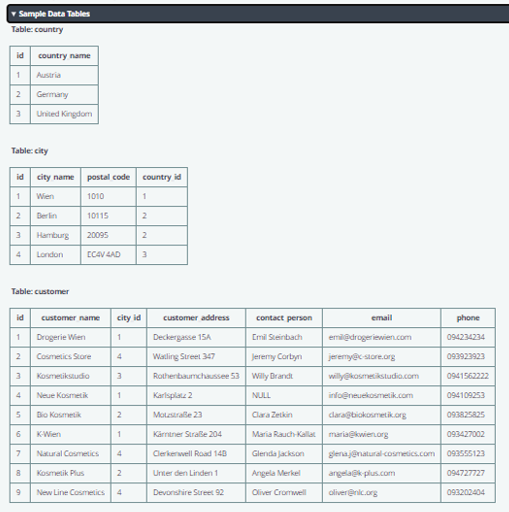 ▼ Sample Data Tables
Table: country
id country name
1 Austria
2 Germany
3 United Kingdom
Table: city
id city name postal code country id
1 Wien 1010 1
2 Berlin 10115 2
3 Hamburg 20095 2
4 London EC4V 4AD 3
Table: customer
id customer name city id customer address contact person email phone
1 Drogerie Wien 1 Deckergasse 15A Emil Steinbach emil@drogeriewien.com 094234234
2 Cosmetics Store 4 Watling Street 347 Jeremy Corbyn jeremy@c-store.org 093923923
3 Kosmetikstudio 3 Rothenbaumchaussee 53 Willy Brandt willy@kosmetikstudio.com 0941562222
4 Neue Kosmetik 1 Karlsplatz 2 NULL info@neuekosmetik.com 094109253
5 Bio Kosmetik 2 Motzstraße 23 Clara Zetkin clara@biokosmetik.org 093825825
6 K-Wien 1 Kärntner Straße 204 Maria Rauch-Kallat maria@kwien.org 093427002
7 Natural Cosmetics 4 Clerkenwell Road 14B Glenda Jackson glena.j@natural-cosmetics.com 093555123
8 Kosmetik Plus 2 Unter den Linden 1 Angela Merkel angela@k-plus.com 094727727
9 New Line Cosmetics 4 Devonshire Street 92 Oliver Cromwell oliver@nlc.org 093202404